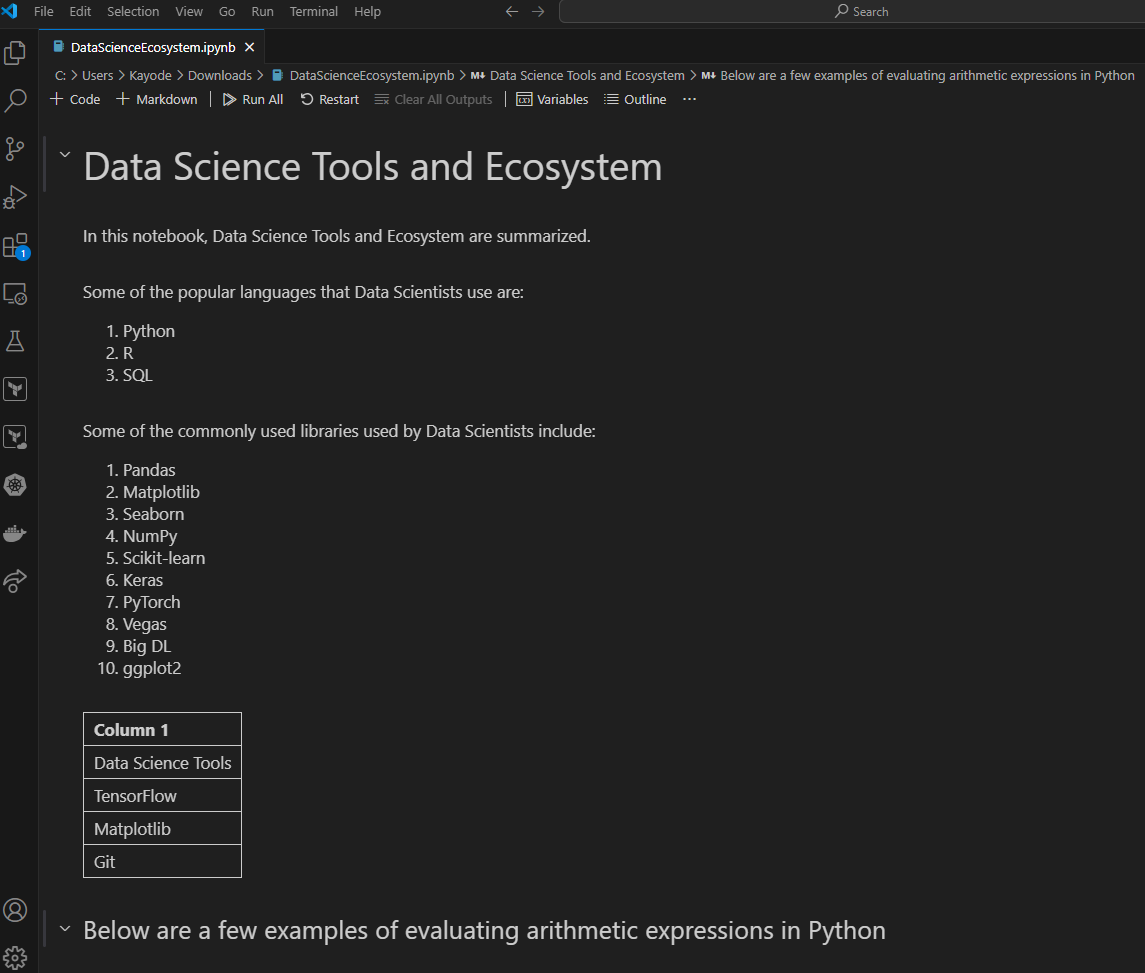 File Edit Selection View Go Run Terminal Help Search
DataScienceEcosystem.ipynb
C: > Users > Kayode > Downloads > DataScienceEcosystem.ipynb > M↓ Data Science Tools and Ecosystem > M↓ Below are a few examples of evaluating arithmetic expressions in Python
+ Code + Markdown | Run All Restart Clear All Outputs | Variables Outline ...
Data Science Tools and Ecosystem
In this notebook, Data Science Tools and Ecosystem are summarized.
1
Some of the popular languages that Data Scientists use are:
1. Python
2. R
3. SQL
Some of the commonly used libraries used by Data Scientists include:
1. Pandas
2. Matplotlib
3. Seaborn
4. NumPy
5. Scikit-learn
6. Keras
7. PyTorch
8. Vegas
9. Big DL
10. ggplot2
Column 1
Data Science Tools
TensorFlow
Matplotlib
Git
Below are a few examples of evaluating arithmetic expressions in Python